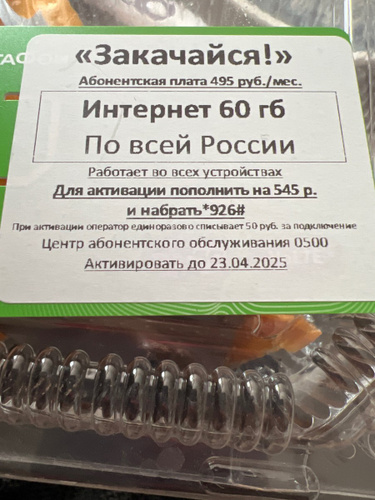 «Закачайся!»
Абонентская плата 495 руб./мес.
Интернет 60 гб
По всей России
Работает во всех устройствах
Для активации пополнить на 545 р.
и набрать*926#
При активации оператор единоразово списывает 50 руб. за подключение
Центр абонентского обслуживания 0500
Активировать до 23.04.2025